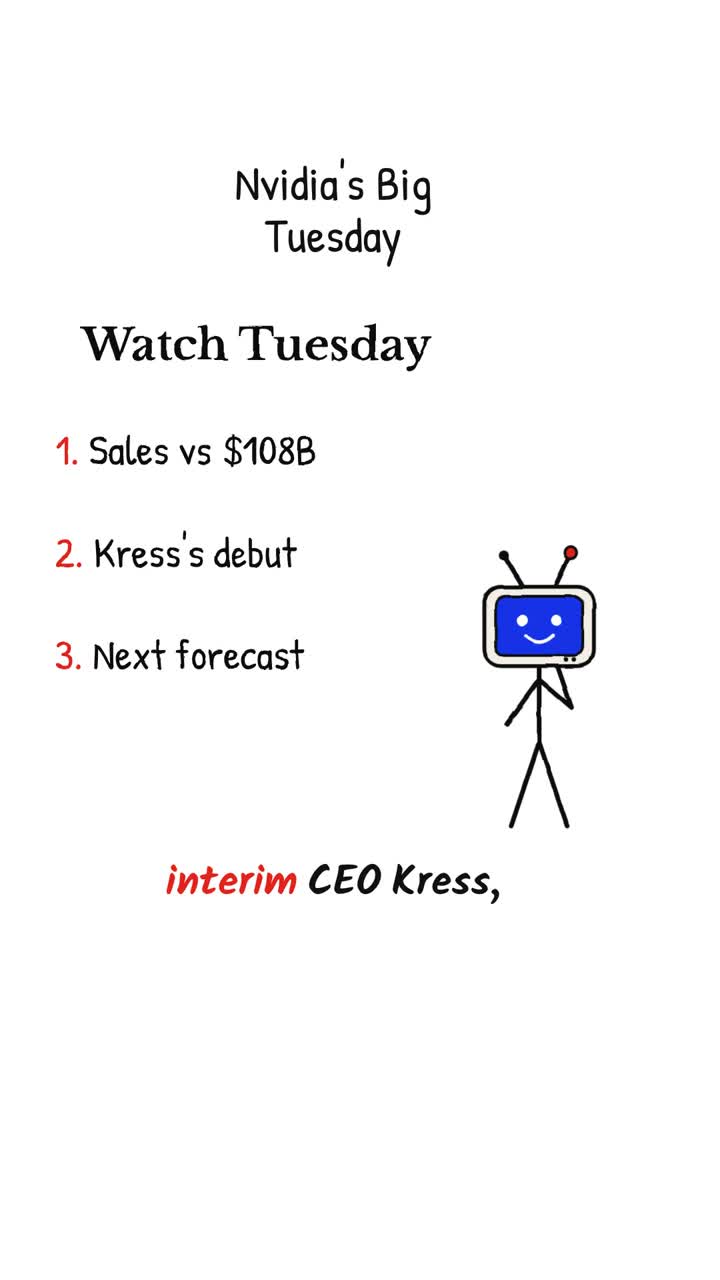 Nvidia's Big
Tuesday
Watch Tuesday
1. Sales vs $108B
2. Kress's debut
3. Next forecast
interim CEO Kress,